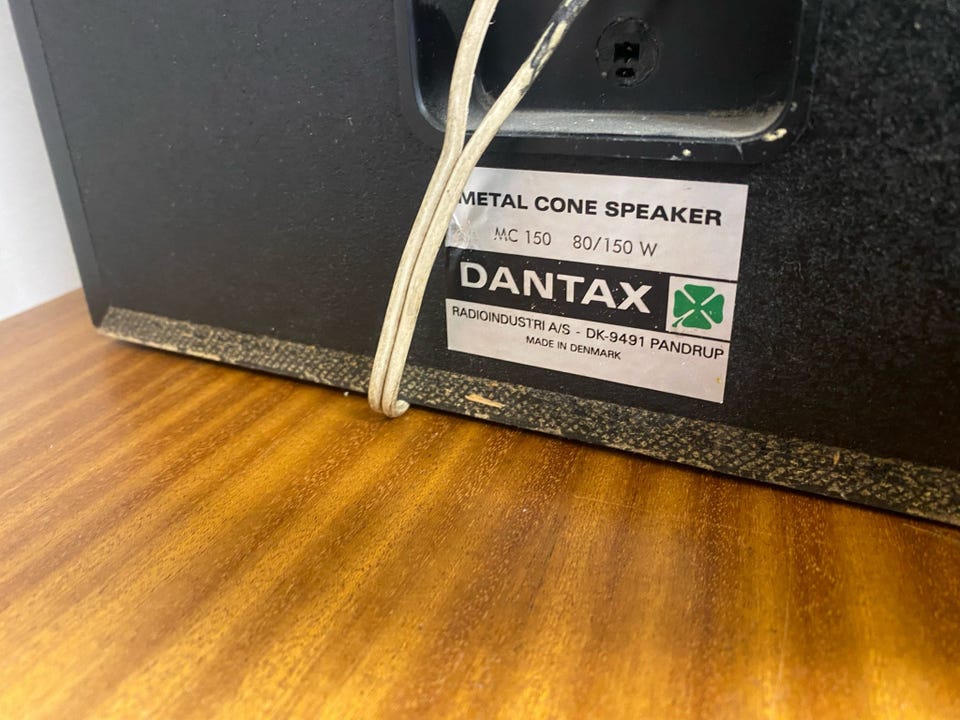 METAL CONE SPEAKER
MC 150 80/150 W
DANTAX
RADIOINDUSTRI A/S - DK-9491 PANDRUP
MADE IN DENMARK